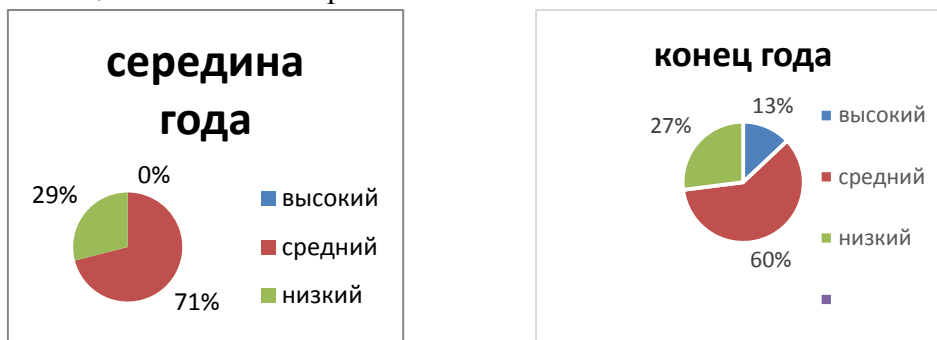 середина
года
0%
29%
71%
высокий
средний
низкий
конец года
13%
27%
60%
высокий
средний
низкий